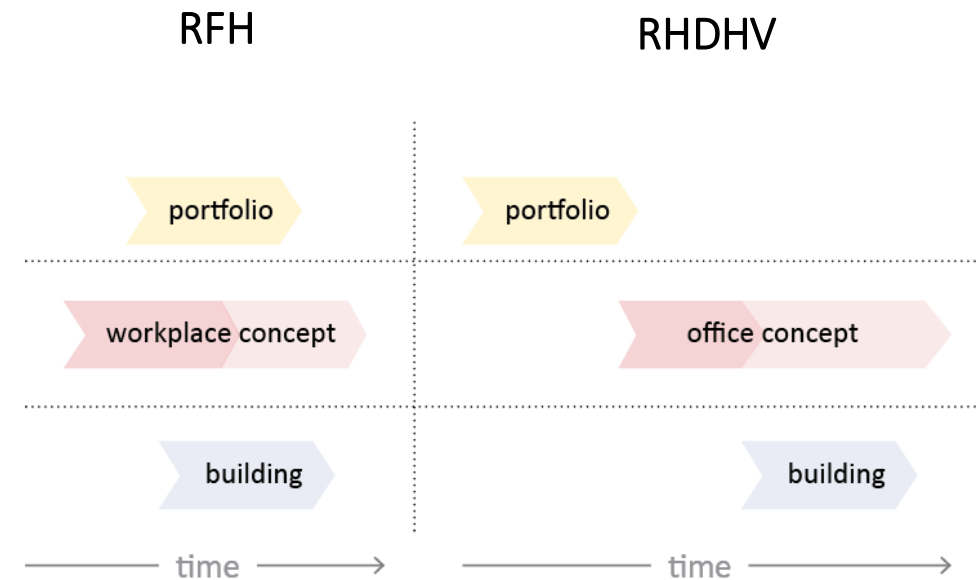 RFH
RHDHV
portfolio
portfolio
workplace concept
office concept
building
building
time
time